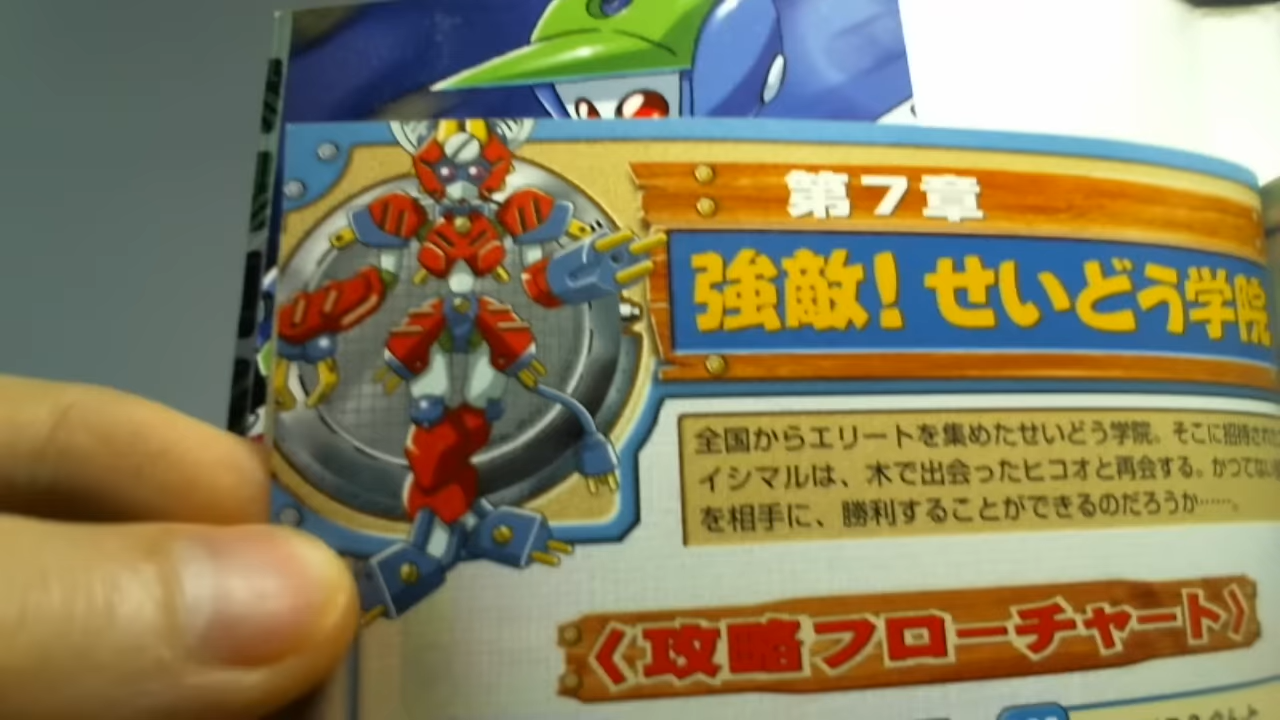 第7章
強敵!せいどう学院
全国からエリートを集めたせいどう学院。そこに招待さ
イシマルは、木で出会ったヒコオと再会する。かつてない
を相手に、勝利することができるのだろうか……。
〈攻略フローチャート〉